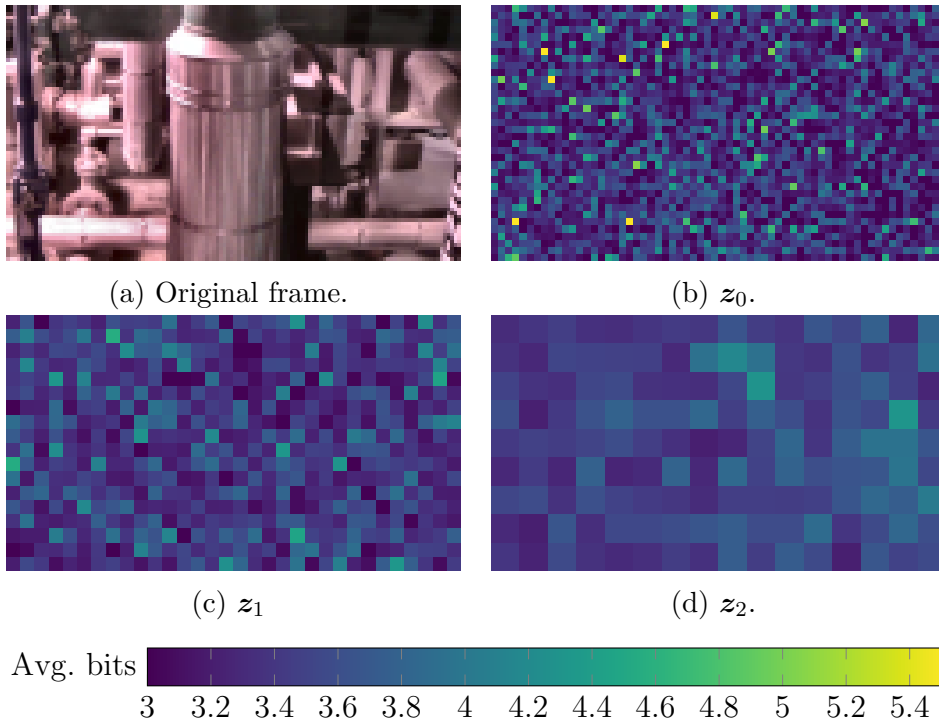 (a) Original frame.
(b) z₀.
(c) z₁
(d) z₂.
Avg. bits
3 3.2 3.4 3.6 3.8 4 4.2 4.4 4.6 4.8 5 5.2 5.4